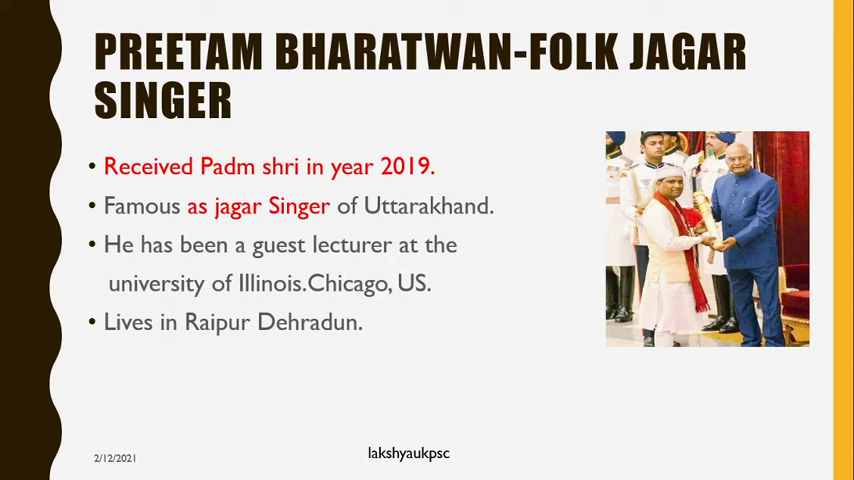 PREETAM BHARATWAN-FOLK JAGAR
SINGER
• Received Padm shri in year 2019.
• Famous as jagar Singer of Uttarakhand.
• He has been a guest lecturer at the
university of Illinois.Chicago, US.
• Lives in Raipur Dehradun.
2/12/2021
lakshyaukpsc